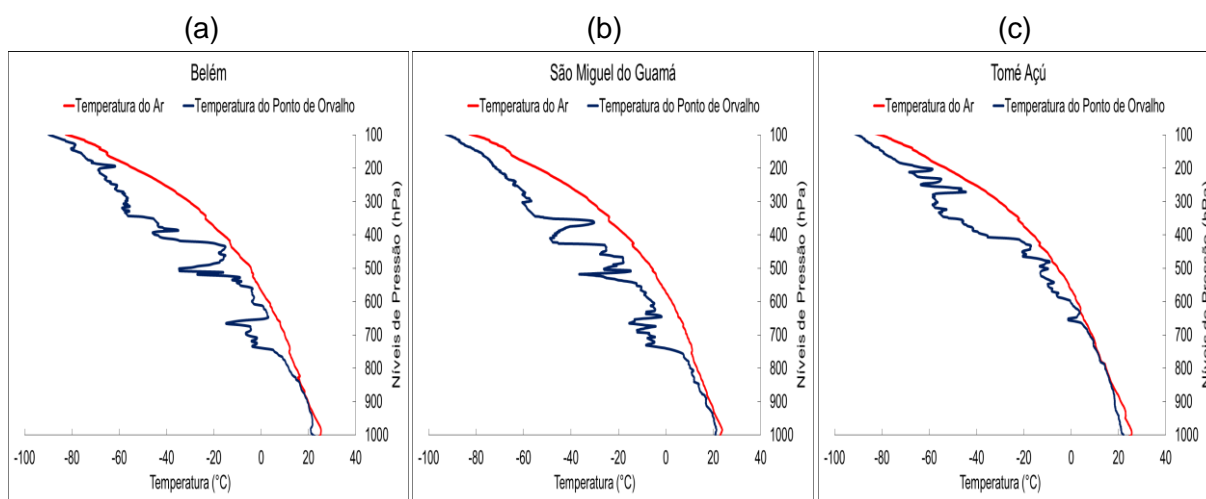 (a)
(b)
(c)
Belém
São Miguel do Guamá
Tomé Açú
Temperatura do Ar
Temperatura do Ponto de Orvalho
Temperatura do Ar
Temperatura do Ponto de Orvalho
Temperatura do Ar
Temperatura do Ponto de Orvalho
100
200
300
400
500
600
700
800
900
1000
Níveis de Pressão (hPa)
100
200
300
400
500
600
700
800
900
1000
Níveis de Pressão (hPa)
100
200
300
400
500
600
700
800
900
1000
Níveis de Pressão (hPa)
-100 -80 -60 -40 -20 0 20 40
-100 -80 -60 -40 -20 0 20 40
-100 -80 -60 -40 -20 0 20 40
Temperatura (°C)
Temperatura (°C)
Temperatura (°C)